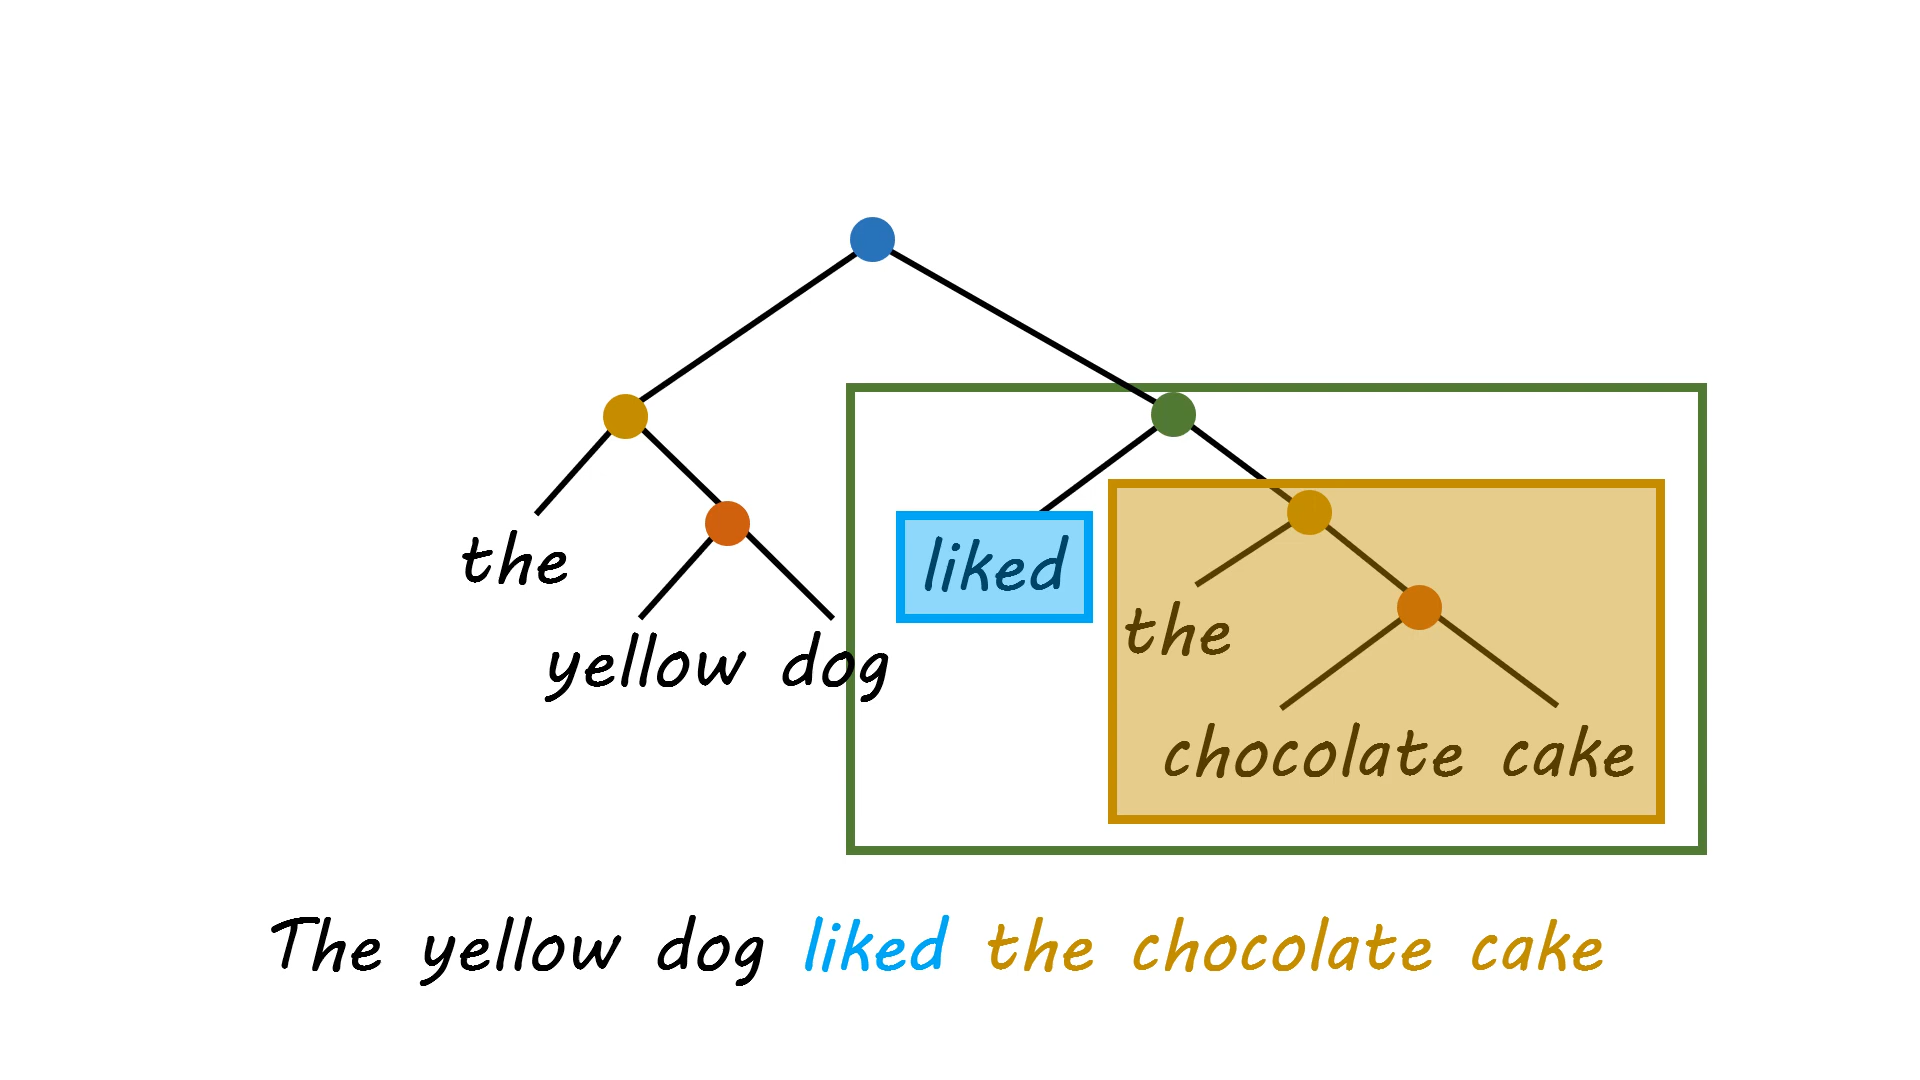 the
liked
the
yellow dog
chocolate cake
The yellow dog liked the chocolate cake